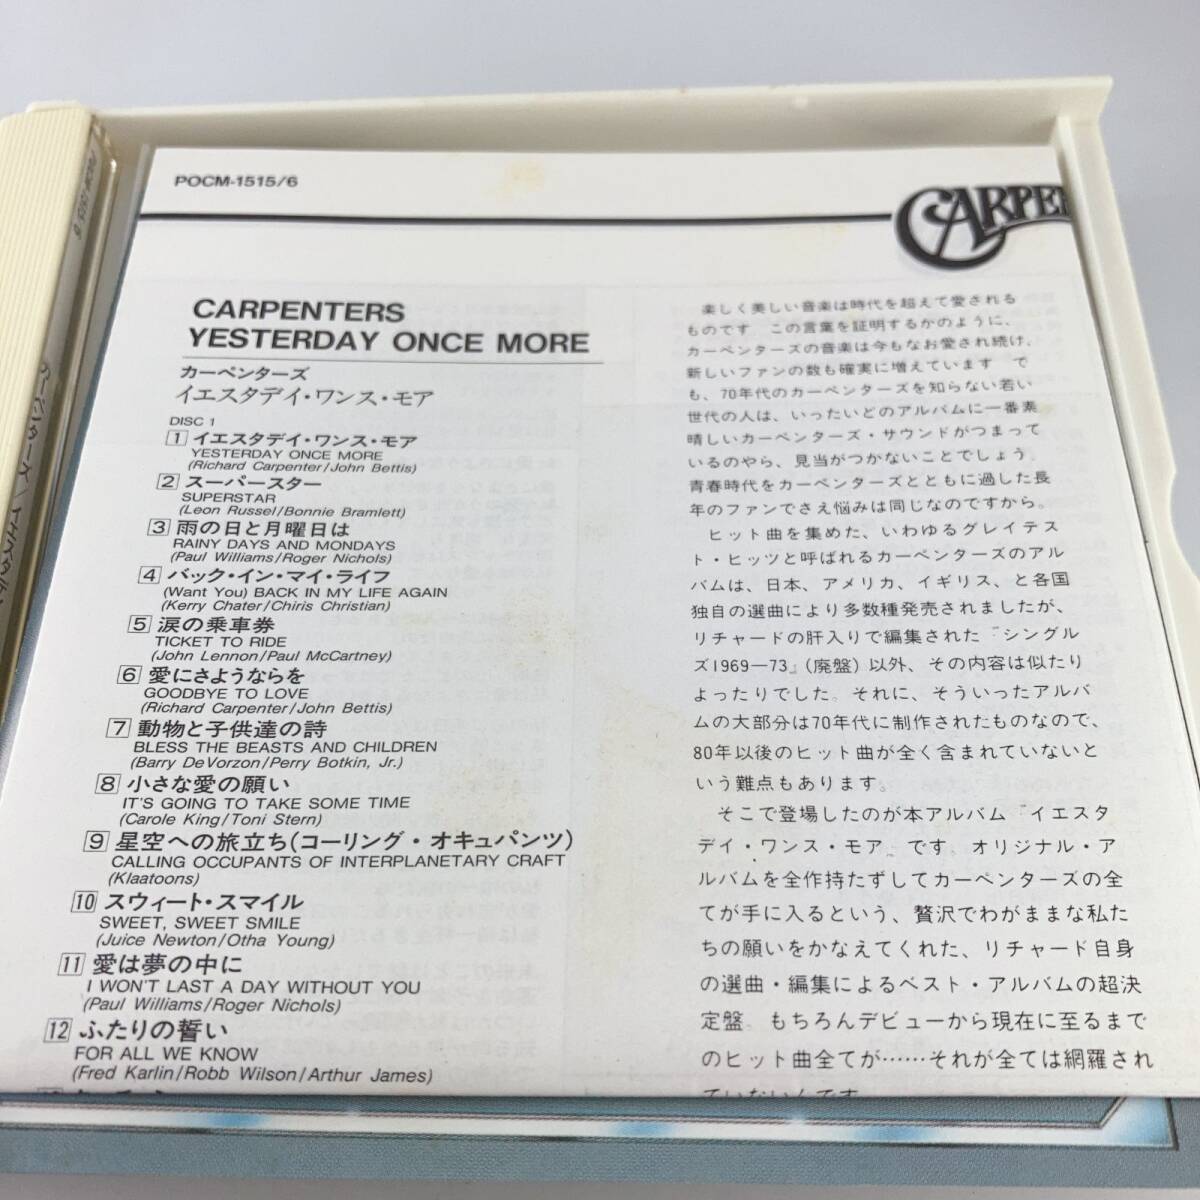 POCM-1515/6
CARPE
CARPENTERS
YESTERDAY ONCE MORE
カーペンターズ
イエスタデイ・ワンス・モア
DISC 1
1 イエスタデイ・ワンス・モア
YESTERDAY ONCE MORE
(Richard Carpenter/John Bettis)
2 スーパースター
SUPERSTAR
(Leon Russel/Bonnie Bramlett)
3 雨の日と月曜日は
RAINY DAYS AND MONDAYS
(Paul Williams/Roger Nichols)
4 バック・イン・マイ・ライフ
(Want You) BACK IN MY LIFE AGAIN
(Kerry Chater/Chiris Christian)
5 涙の乗車券
TICKET TO RIDE
(John Lennon/Paul McCartney)
6 愛にさようならを
GOODBYE TO LOVE
(Richard Carpenter/John Bettis)
7 動物と子供達の詩
BLESS THE BEASTS AND CHILDREN
(Barry DeVorzon/Perry Botkin, Jr.)
8 小さな愛の願い
IT'S GOING TO TAKE SOME TIME
(Carole King/Toni Stern)
9 星空への旅立ち(コーリング・オキュパンツ)
CALLING OCCUPANTS OF INTERPLANETARY CRAFT
(Klaatoons)
10 スウィート・スマイル
SWEET, SWEET SMILE
(Juice Newton/Otha Young)
11 愛は夢の中に
I WON'T LAST A DAY WITHOUT YOU
(Paul Williams/Roger Nichols)
12 ふたりの誓い
FOR ALL WE KNOW
(Fred Karlin/Robb Wilson/Arthur James)
楽しく美しい音楽は時代を超えて愛される
ものです この言葉を証明するかのように、
カーペンターズの音楽は今もなお愛され続け、
新しいファンの数も確実に増えています で
も、70年代のカーペンターズを知らない若い
世代の人は、いったいどのアルバムに一番素
晴しいカーペンターズ・サウンドがつまって
いるのやら、見当がつかないことでしょう。
青春時代をカーペンターズとともに過した長
年のファンでさえ悩みは同じなのですから。
ヒット曲を集めた、いわゆるグレイテス
ト・ヒッツと呼ばれるカーペンターズのアル
バムは、日本、アメリカ、イギリス、と各国
独自の選曲により多数種発売されましたが、
リチャードの肝入りで編集された『シングル
ズ1969—73』(廃盤) 以外、その内容は似たり
よったりでした。それに、そういったアルバ
ムの大部分は70年代に制作されたものなので、
80年以後のヒット曲が全く含まれていないと
いう難点もあります。
そこで登場したのが本アルバム『イエスタ
デイ・ワンス・モア』です。オリジナル・ア
ルバムを全作持たずしてカーペンターズの全
てが手に入るという、贅沢でわがままな私た
ちの願いをかなえてくれた、リチャード自身
の選曲・編集によるベスト・アルバムの超決
定盤。もちろんデビューから現在に至るまで
のヒット曲全てが……それが全ては網羅され
ていないんです